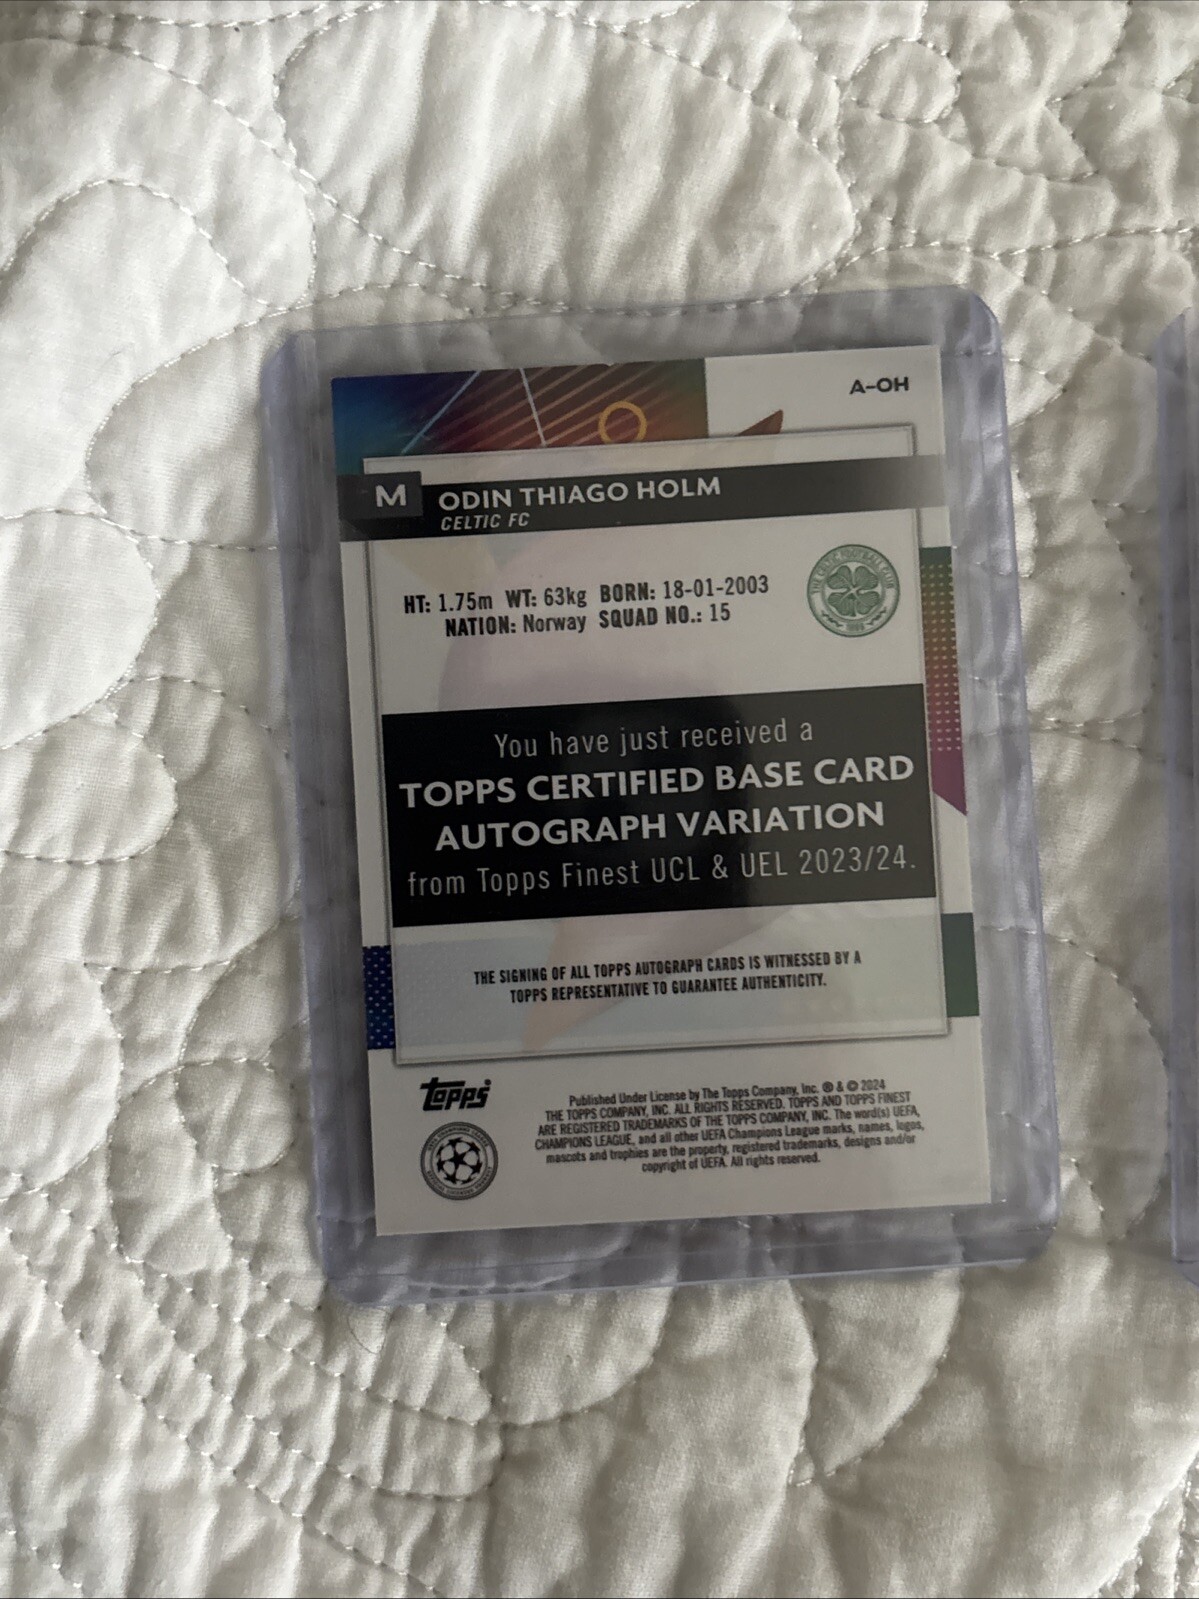 A-OH
M
ODIN THIAGO HOLM
CELTIC FC
THE CELTIC FOOTBALL CLUB
1888
HT: 1.75m WT: 63kg BORN: 18-01-2003
NATION: Norway SQUAD NO.: 15
You have just received a
TOPPS CERTIFIED BASE CARD
AUTOGRAPH VARIATION
from Topps Finest UCL & UEL 2023/24.
THE SIGNING OF ALL TOPPS AUTOGRAPH CARDS IS WITNESSED BY A
TOPPS REPRESENTATIVE TO GUARANTEE AUTHENTICITY.
topps
Published Under License by The Topps Company, Inc. ® & © 2024
THE TOPPS COMPANY, INC. ALL RIGHTS RESERVED. TOPPS AND TOPPS FINEST
ARE REGISTERED TRADEMARKS OF THE TOPPS COMPANY, INC. The word(s) UEFA,
CHAMPIONS LEAGUE, and all other UEFA Champions League marks, names, logos,
mascots and trophies are the property, registered trademarks, designs and/or
copyright of UEFA. All rights reserved.